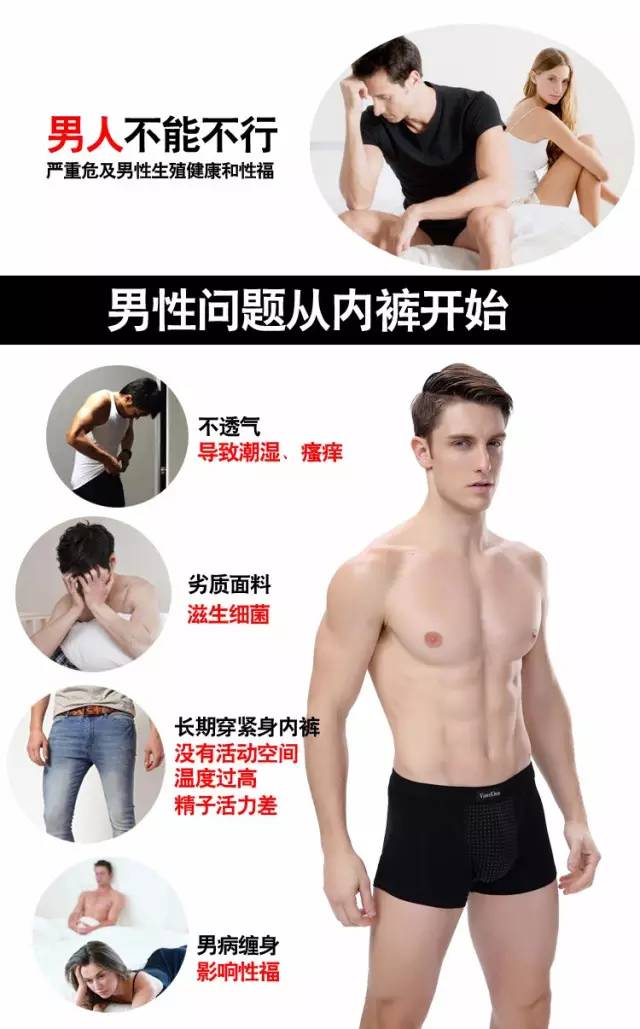 男人不能不行
严重危及男性生殖健康和性福
男性问题从内裤开始
不透气
导致潮湿、瘙痒
劣质面料
滋生细菌
长期穿紧身内裤
没有活动空间
温度过高
精子活力差
男病缠身
影响性福